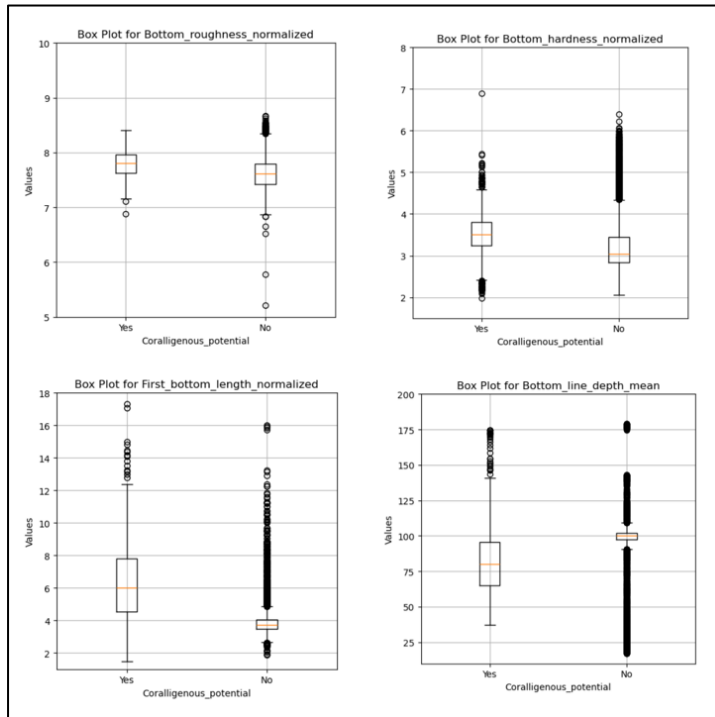 Box Plot for Bottom_roughness_normalized
10
9
8
7
6
5
Values
Yes
No
Coralligenous_potential
Box Plot for Bottom_hardness_normalized
8
7
6
5
4
3
2
Values
Yes
No
Coralligenous_potential
Box Plot for First_bottom_length_normalized
18
16
14
12
10
8
6
4
2
Values
Yes
No
Coralligenous_potential
Box Plot for Bottom_line_depth_mean
200
175
150
125
100
75
50
25
Values
Yes
No
Coralligenous_potential